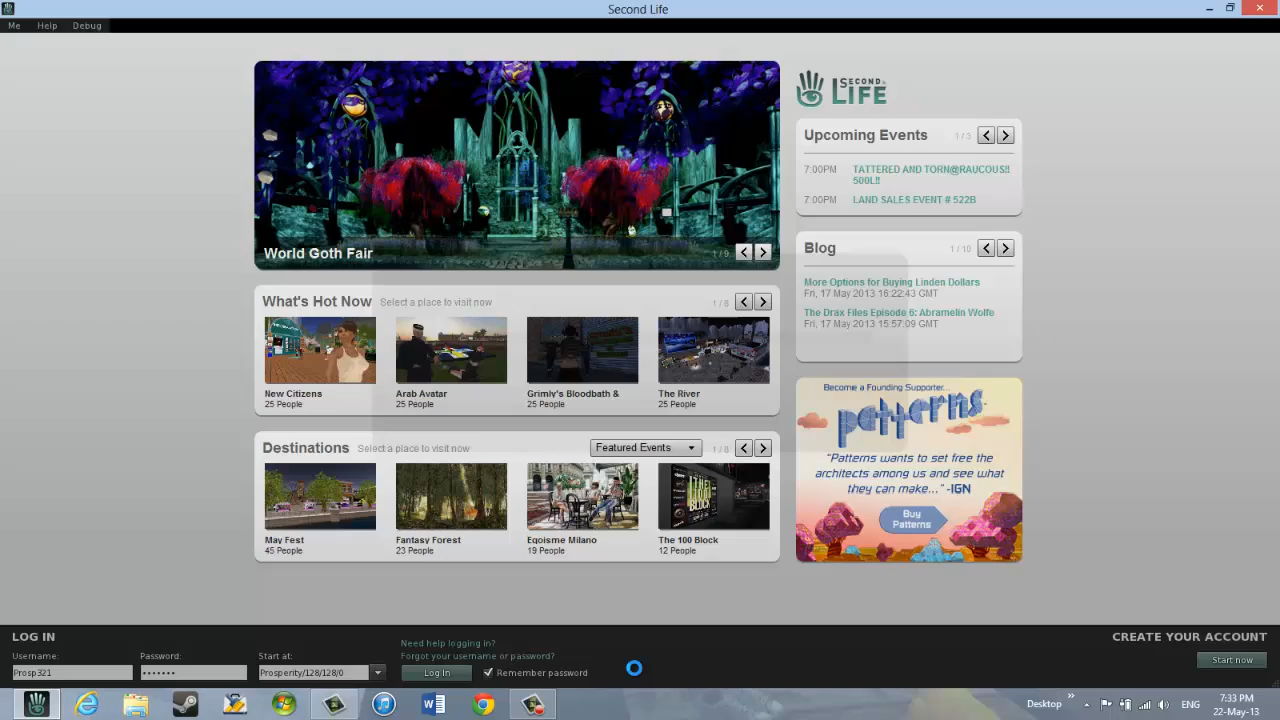 Second Life
Me Help Debug
World Goth Fair
1 / 9
SECOND
LIFE
Upcoming Events 1 / 3
7:00PM TATTERED AND TORN@RAUCOUS!!
500L!!
7:00PM LAND SALES EVENT # 522B
Blog 1 / 10
More Options for Buying Linden Dollars
Fri, 17 May 2013 16:22:43 GMT
The Drax Files Episode 6: Abramelin Wolfe
Fri, 17 May 2013 15:57:09 GMT
What's Hot Now Select a place to visit now 1 / 8
New Citizens Arab Avatar Grimly's Bloodbath & The River
25 People 25 People 25 People 25 People
Destinations Select a place to visit now Featured Events 1 / 8
May Fest Fantasy Forest Egoisme Milano The 100 Block
45 People 23 People 19 People 12 People
Become a Founding Supporter...
patterns
"Patterns wants to set free the
architects among us and see what
they can make..." -IGN
Buy
Patterns
LOG IN
Username: Password: Start at:
Prosp321 ••••••• Prosperity/128/128/0
Need help logging in?
Forgot your username or password?
Log In Remember password
CREATE YOUR ACCOUNT
Start now
Desktop ENG
7:33 PM
22-May-13